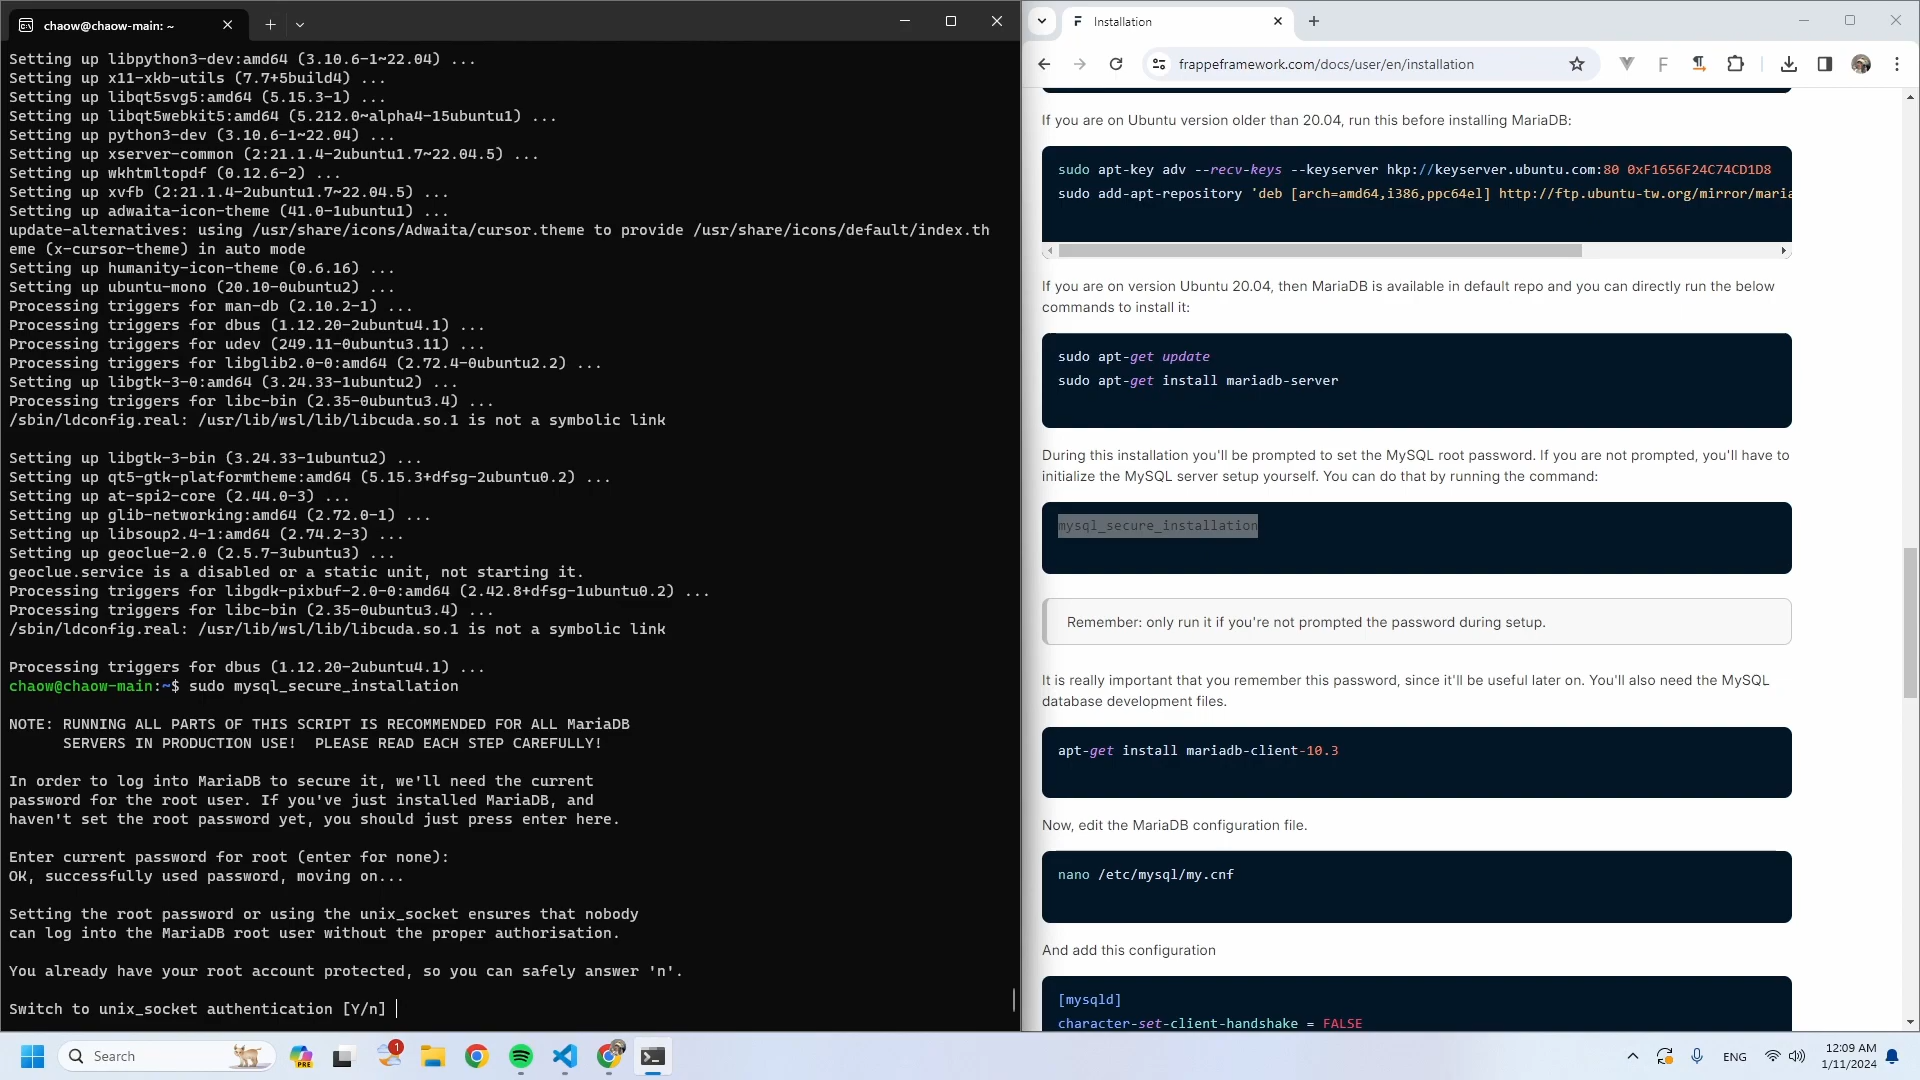 chaow@chaow-main: ~
Setting up libpython3-dev:amd64 (3.10.6-1~22.04) ...
Setting up x11-xkb-utils (7.7+5build4) ...
Setting up libqt5svg5:amd64 (5.15.3-1) ...
Setting up libqt5webkit5:amd64 (5.212.0~alpha4-15ubuntu1) ...
Setting up python3-dev (3.10.6-1~22.04) ...
Setting up xserver-common (2:21.1.4-2ubuntu1.7~22.04.5) ...
Setting up wkhtmltopdf (0.12.6-2) ...
Setting up xvfb (2:21.1.4-2ubuntu1.7~22.04.5) ...
Setting up adwaita-icon-theme (41.0-1ubuntu1) ...
update-alternatives: using /usr/share/icons/Adwaita/cursor.theme to provide /usr/share/icons/default/index.th
eme (x-cursor-theme) in auto mode
Setting up humanity-icon-theme (0.6.16) ...
Setting up ubuntu-mono (20.10-0ubuntu2) ...
Processing triggers for man-db (2.10.2-1) ...
Processing triggers for dbus (1.12.20-2ubuntu4.1) ...
Processing triggers for udev (249.11-0ubuntu3.11) ...
Processing triggers for libglib2.0-0:amd64 (2.72.4-0ubuntu2.2) ...
Setting up libgtk-3-0:amd64 (3.24.33-1ubuntu2) ...
Processing triggers for libc-bin (2.35-0ubuntu3.4) ...
/sbin/ldconfig.real: /usr/lib/wsl/lib/libcuda.so.1 is not a symbolic link
Setting up libgtk-3-bin (3.24.33-1ubuntu2) ...
Setting up qt5-gtk-platformtheme:amd64 (5.15.3+dfsg-2ubuntu0.2) ...
Setting up at-spi2-core (2.44.0-3) ...
Setting up glib-networking:amd64 (2.72.0-1) ...
Setting up libsoup2.4-1:amd64 (2.74.2-3) ...
Setting up geoclue-2.0 (2.5.7-3ubuntu3) ...
geoclue.service is a disabled or a static unit, not starting it.
Processing triggers for libgdk-pixbuf-2.0-0:amd64 (2.42.8+dfsg-1ubuntu0.2) ...
Processing triggers for libc-bin (2.35-0ubuntu3.4) ...
/sbin/ldconfig.real: /usr/lib/wsl/lib/libcuda.so.1 is not a symbolic link
Processing triggers for dbus (1.12.20-2ubuntu4.1) ...
chaow@chaow-main:~$ sudo mysql_secure_installation
NOTE: RUNNING ALL PARTS OF THIS SCRIPT IS RECOMMENDED FOR ALL MariaDB
SERVERS IN PRODUCTION USE!  PLEASE READ EACH STEP CAREFULLY!
In order to log into MariaDB to secure it, we'll need the current
password for the root user. If you've just installed MariaDB, and
haven't set the root password yet, you should just press enter here.
Enter current password for root (enter for none):
OK, successfully used password, moving on...
Setting the root password or using the unix_socket ensures that nobody
can log into the MariaDB root user without the proper authorisation.
You already have your root account protected, so you can safely answer 'n'.
Switch to unix_socket authentication [Y/n]
Installation
frappeframework.com/docs/user/en/installation
If you are on Ubuntu version older than 20.04, run this before installing MariaDB:
sudo apt-key adv --recv-keys --keyserver hkp://keyserver.ubuntu.com:80 0xF1656F24C74CD1D8
sudo add-apt-repository 'deb [arch=amd64,i386,ppc64el] http://ftp.ubuntu-tw.org/mirror/maria
If you are on version Ubuntu 20.04, then MariaDB is available in default repo and you can directly run the below
commands to install it:
sudo apt-get update
sudo apt-get install mariadb-server
During this installation you'll be prompted to set the MySQL root password. If you are not prompted, you'll have to
initialize the MySQL server setup yourself. You can do that by running the command:
mysql_secure_installation
Remember: only run it if you're not prompted the password during setup.
It is really important that you remember this password, since it'll be useful later on. You'll also need the MySQL
database development files.
apt-get install mariadb-client-10.3
Now, edit the MariaDB configuration file.
nano /etc/mysql/my.cnf
And add this configuration
[mysqld]
character-set-client-handshake = FALSE
Search
PRE
1
ENG
12:09 AM
1/11/2024